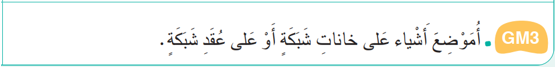 GM3 . أُمَوْضِعَ أَشْياء عَلى خاناتِ شَبَكَةٍ أَوْ عَلى عُقَدِ شَبَكَةٍ.